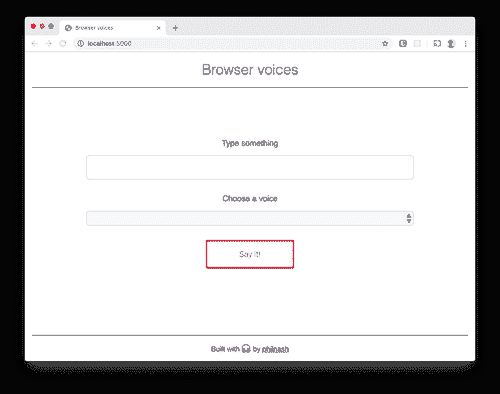 Browser voices
localhost:5000
Browser voices
Type something
Choose a voice
Say it!
Built with 🎧 by philnash